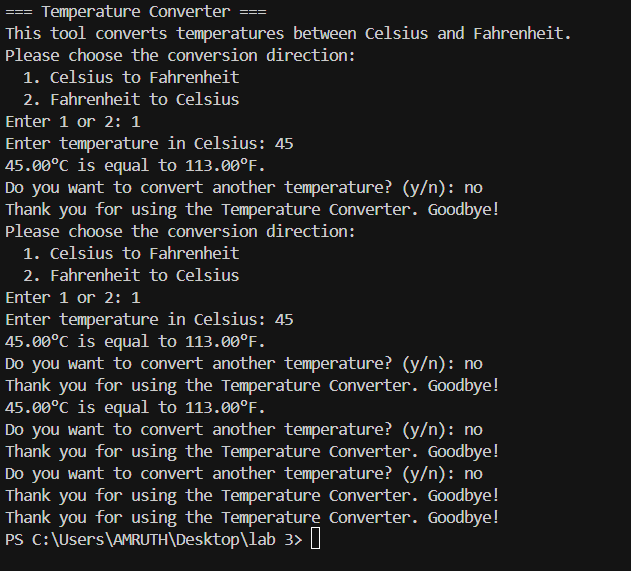 === Temperature Converter ===
This tool converts temperatures between Celsius and Fahrenheit.
Please choose the conversion direction:
  1. Celsius to Fahrenheit
  2. Fahrenheit to Celsius
Enter 1 or 2: 1
Enter temperature in Celsius: 45
45.00°C is equal to 113.00°F.
Do you want to convert another temperature? (y/n): no
Thank you for using the Temperature Converter. Goodbye!
Please choose the conversion direction:
  1. Celsius to Fahrenheit
  2. Fahrenheit to Celsius
Enter 1 or 2: 1
Enter temperature in Celsius: 45
45.00°C is equal to 113.00°F.
Do you want to convert another temperature? (y/n): no
Thank you for using the Temperature Converter. Goodbye!
45.00°C is equal to 113.00°F.
Do you want to convert another temperature? (y/n): no
Thank you for using the Temperature Converter. Goodbye!
Do you want to convert another temperature? (y/n): no
Thank you for using the Temperature Converter. Goodbye!
Thank you for using the Temperature Converter. Goodbye!
PS C:\Users\AMRUTH\Desktop\lab 3>